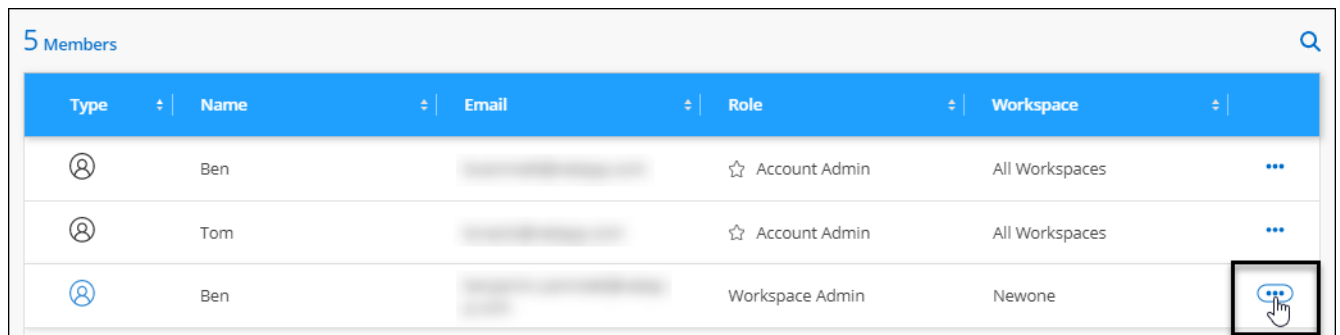 5 Members
Type Name Email Role Workspace
Ben Account Admin All Workspaces
Tom Account Admin All Workspaces
Ben Workspace Admin Newone